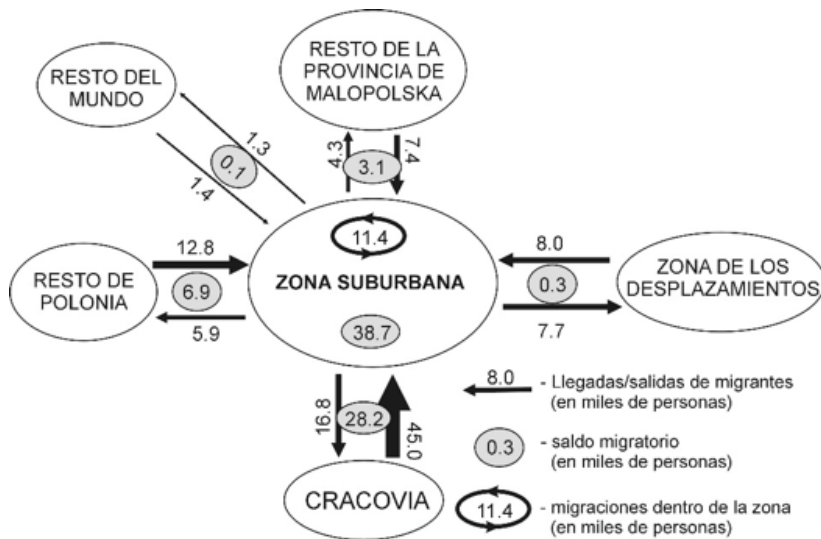 RESTO DEL
MUNDO
RESTO DE LA
PROVINCIA DE
MALOPOLSKA
1.3
0.1
1.4
4.3
3.1
7.4
11.4
ZONA SUBURBANA
38.7
12.8
RESTO DE
POLONIA
6.9
5.9
8.0
ZONA DE LOS
DESPLAZAMIENTOS
0.3
7.7
16.8
28.2
45.0
CRACOVIA
8.0
- Llegadas/salidas de migrantes
(en miles de personas)
0.3
- saldo migratorio
(en miles de personas)
11.4
- migraciones dentro de la zona
(en miles de personas)